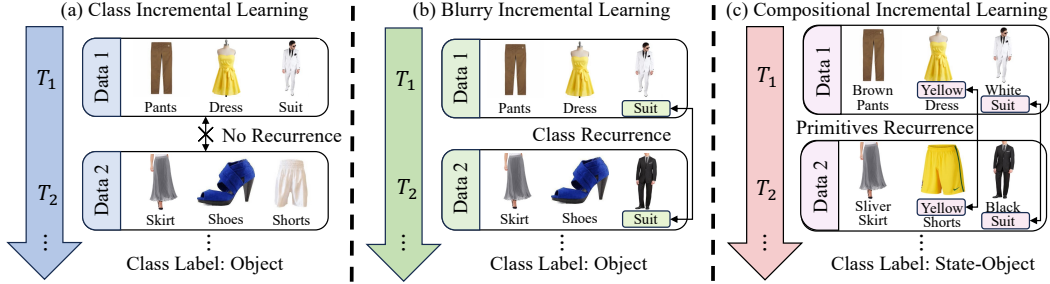 (a) Class Incremental Learning
T1
Data 1
Pants
Dress
Suit
No Recurrence
T2
Data 2
Skirt
Shoes
Shorts
...
...
Class Label: Object
(b) Blurry Incremental Learning
T1
Data 1
Pants
Dress
Suit
Class Recurrence
T2
Data 2
Skirt
Shoes
Suit
...
...
Class Label: Object
(c) Compositional Incremental Learning
T1
Data 1
Brown
Pants
Yellow
Dress
White
Suit
Primitives Recurrence
T2
Data 2
Sliver
Skirt
Yellow
Shorts
Black
Suit
...
...
Class Label: State-Object